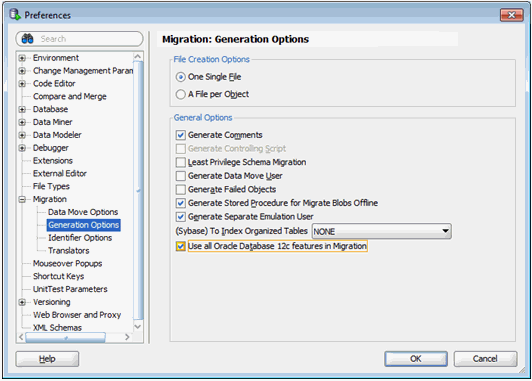 Preferences
Search
Migration: Generation Options
Environment
Change Management Param
Code Editor
Compare and Merge
Database
Data Miner
Data Modeler
Debugger
Extensions
External Editor
File Types
Migration
Data Move Options
Generation Options
Identifier Options
Translators
Mouseover Popups
Shortcut Keys
UnitTest Parameters
Versioning
Web Browser and Proxy
XML Schemas
File Creation Options
One Single File
A File per Object
General Options
Generate Comments
Generate Controlling Script
Least Privilege Schema Migration
Generate Data Move User
Generate Failed Objects
Generate Stored Procedure for Migrate Blobs Offline
Generate Separate Emulation User
(Sybase) To Index Organized Tables NONE
Use all Oracle Database 12c features in Migration
Help
OK
Cancel